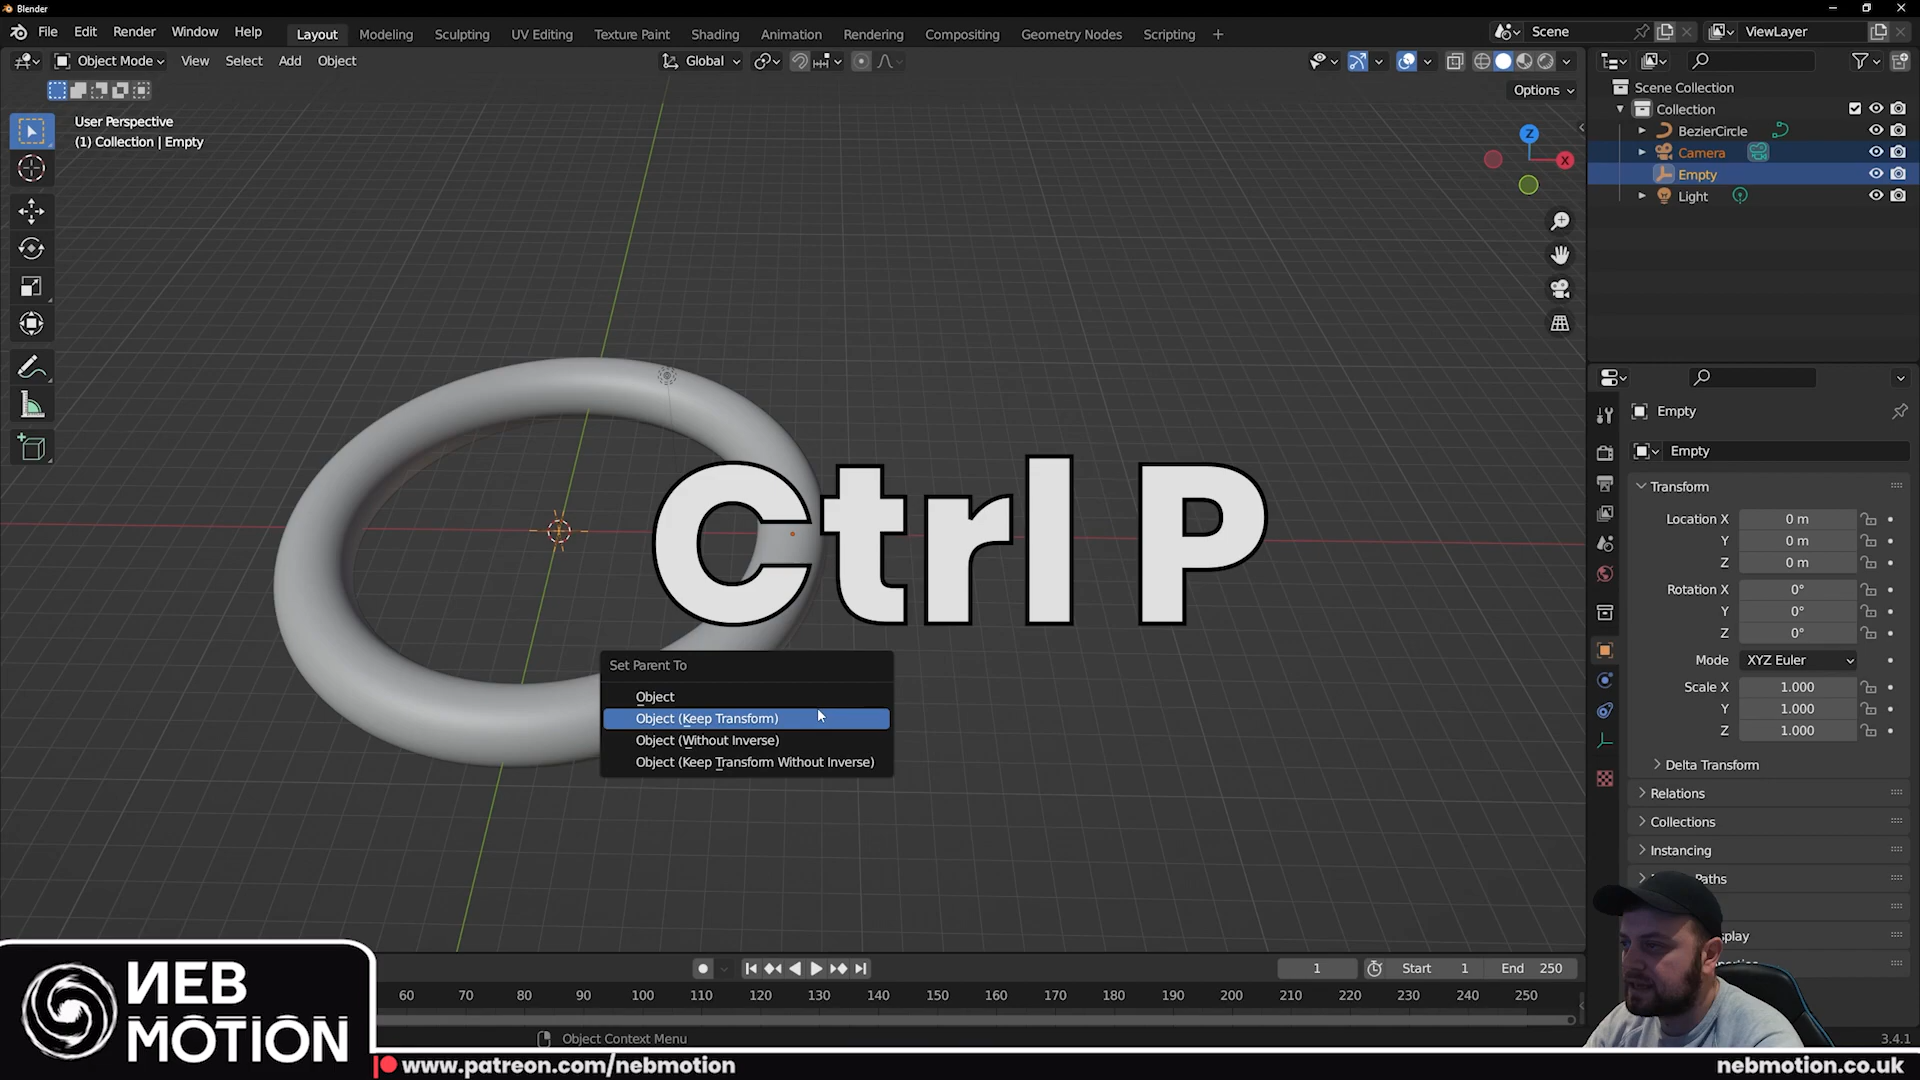 Blender
File Edit Render Window Help
Layout Modeling Sculpting UV Editing Texture Paint Shading Animation Rendering Compositing Geometry Nodes Scripting +
Scene
ViewLayer
Object Mode View Select Add Object
Global
Options
User Perspective
(1) Collection | Empty
Z
X
Scene Collection
Collection
BezierCircle
Camera
Empty
Light
Empty
Empty
Transform
Location X 0 m
Y 0 m
Z 0 m
Rotation X 0°
Y 0°
Z 0°
Mode XYZ Euler
Scale X 1.000
Y 1.000
Z 1.000
Delta Transform
Relations
Collections
Instancing
Paths
splay
Ctrl P
Set Parent To
Object
Object (Keep Transform)
Object (Without Inverse)
Object (Keep Transform Without Inverse)
1 Start 1 End 250
60 70 80 90 100 110 120 130 140 150 160 170 180 190 200 210 220 230 240 250
Object Context Menu
3.4.1
NEB
MOTION
www.patreon.com/nebmotion
nebmotion.co.uk